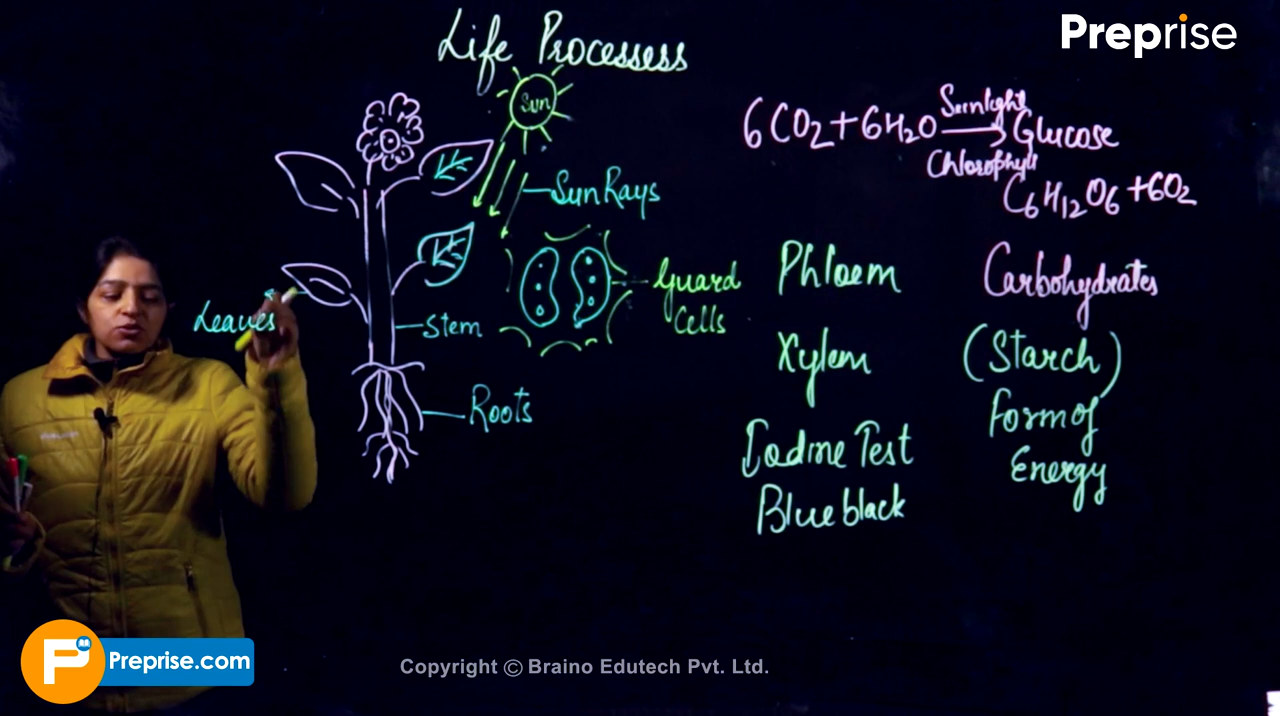 Life Processess
Preprise
Sun
Sun Rays
6CO2+6H2O Sunlight Glucose
Chlorophyll
C6H12O6 +6O2
Leaves
Stem
Roots
Guard
Cells
Phloem
Xylem
Iodine Test
Blue black
Carbohydrates
(Starch)
Form of
Energy
Preprise.com
Copyright © Braino Edutech Pvt. Ltd.